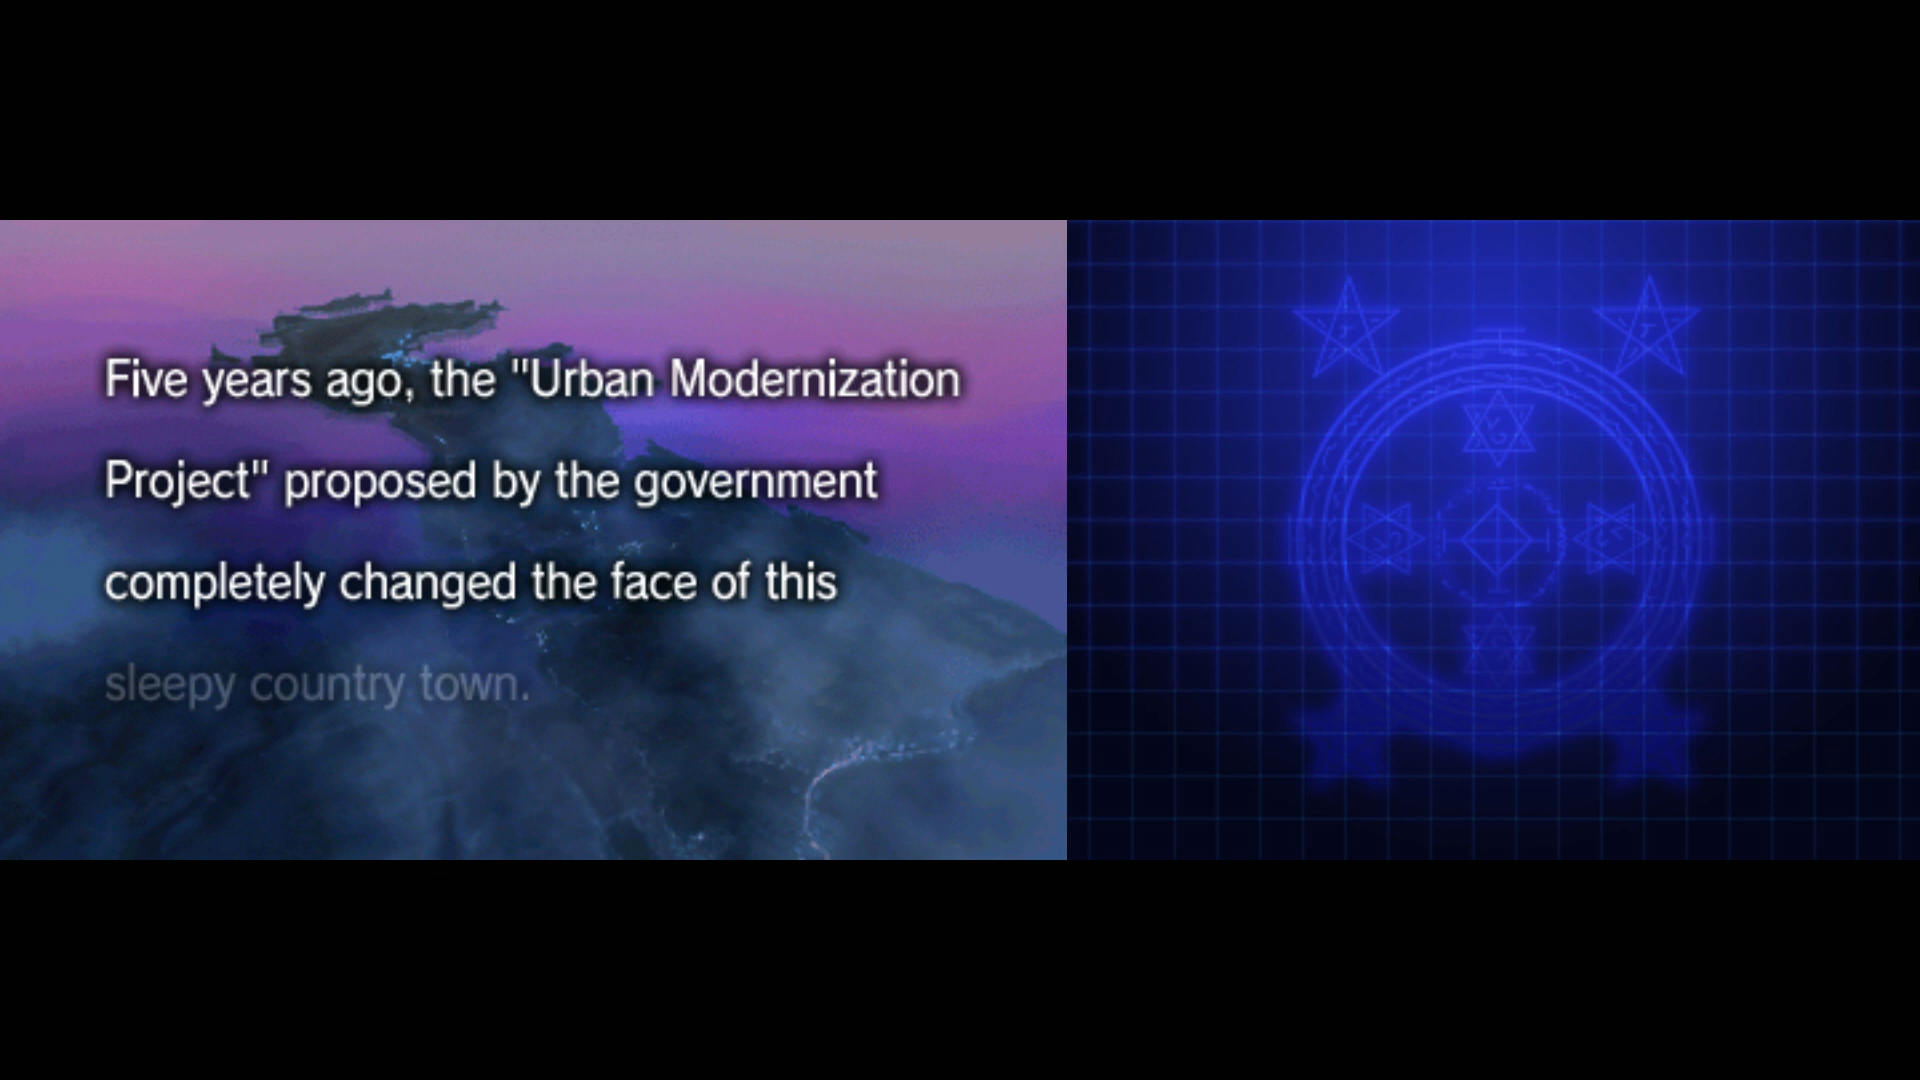 Five years ago, the "Urban Modernization
Project" proposed by the government
completely changed the face of this
sleepy country town.